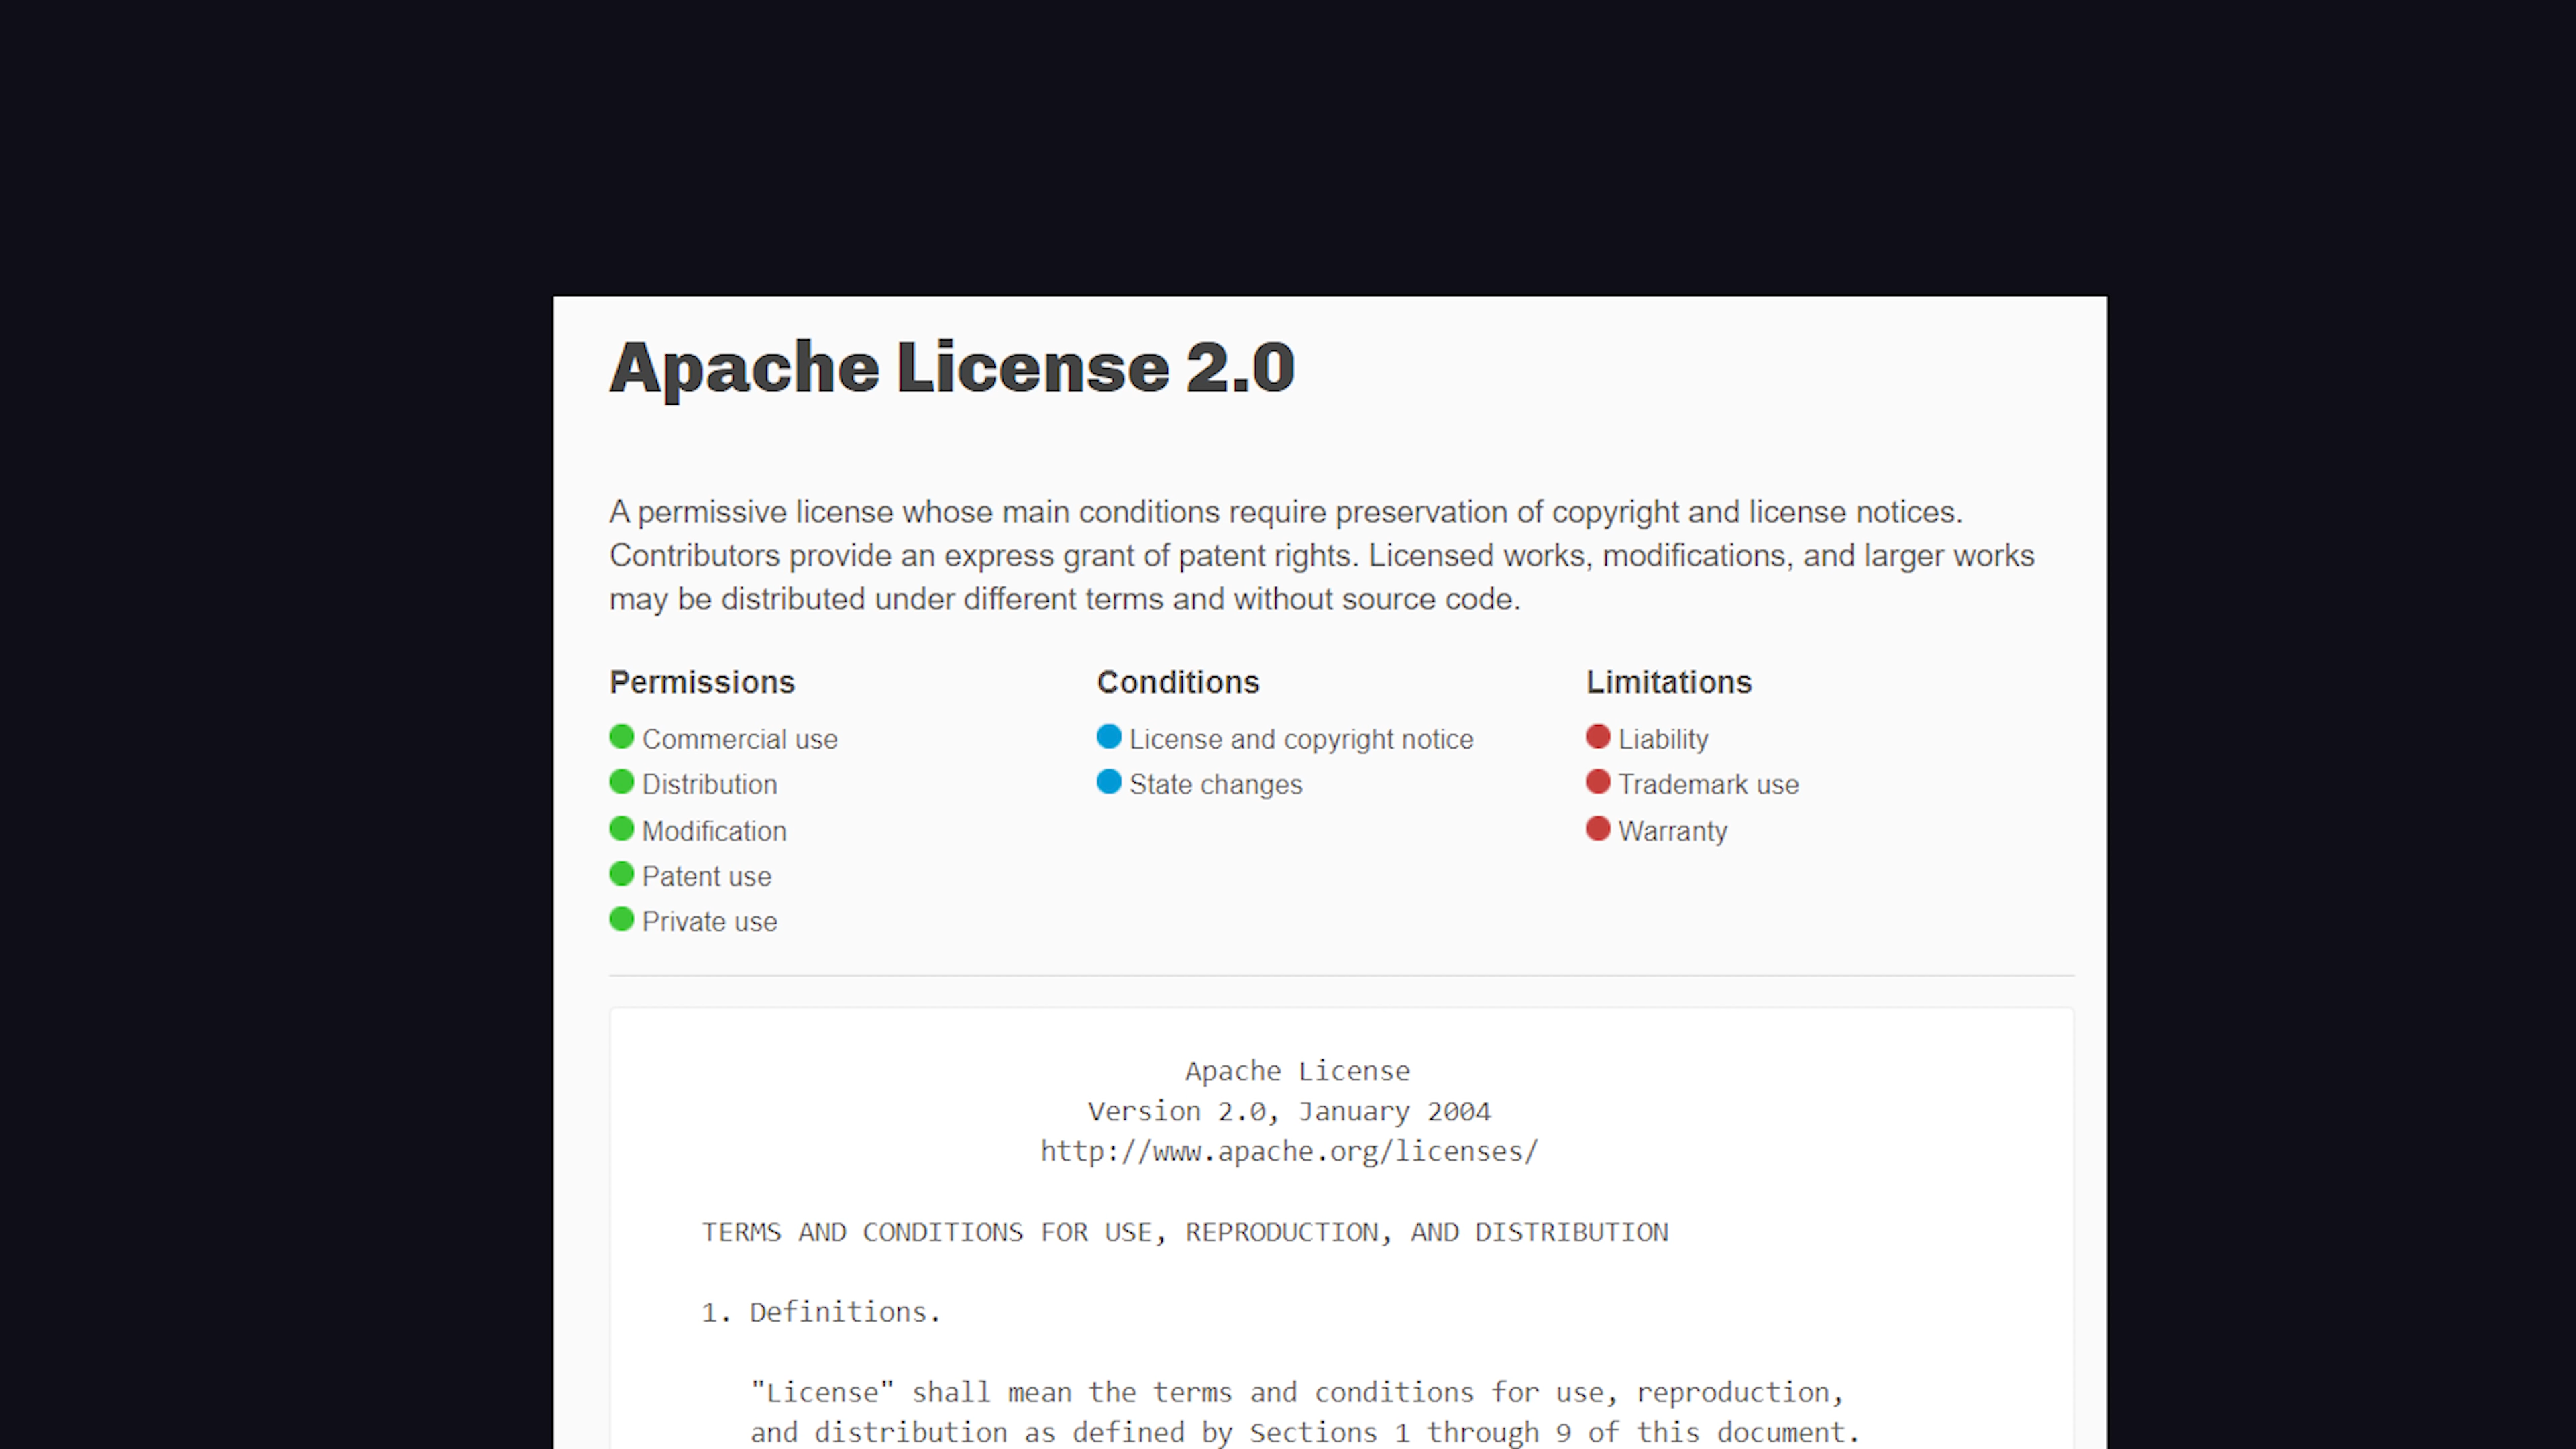 Apache License 2.0
A permissive license whose main conditions require preservation of copyright and license notices.
Contributors provide an express grant of patent rights. Licensed works, modifications, and larger works
may be distributed under different terms and without source code.
Permissions
Commercial use
Distribution
Modification
Patent use
Private use
Conditions
License and copyright notice
State changes
Limitations
Liability
Trademark use
Warranty
Apache License
Version 2.0, January 2004
http://www.apache.org/licenses/
TERMS AND CONDITIONS FOR USE, REPRODUCTION, AND DISTRIBUTION
1. Definitions.
"License" shall mean the terms and conditions for use, reproduction,
and distribution as defined by Sections 1 through 9 of this document.